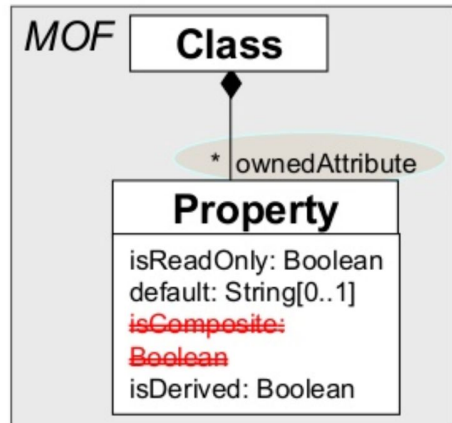 MOF
Class
* ownedAttribute
Property
isReadOnly: Boolean
default: String[0..1]
isComposite:
Boolean
isDerived: Boolean